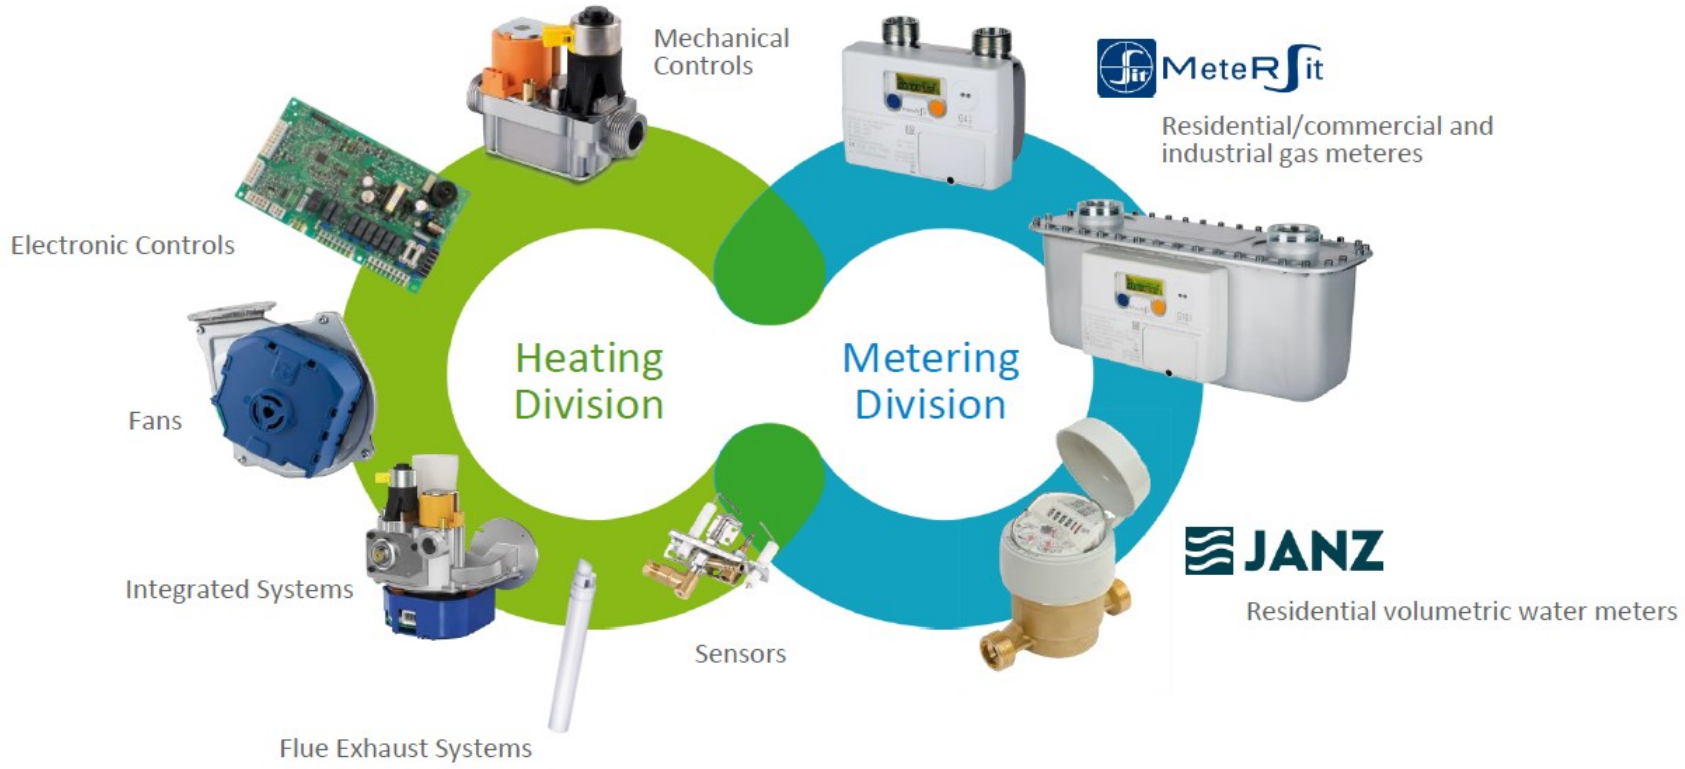 Mechanical
Controls
MeteRSit
Sit
Residential/commercial and
industrial gas meteres
Electronic Controls
Heating
Division
Metering
Division
Fans
JANZ
Integrated Systems
Residential volumetric water meters
Sensors
Flue Exhaust Systems